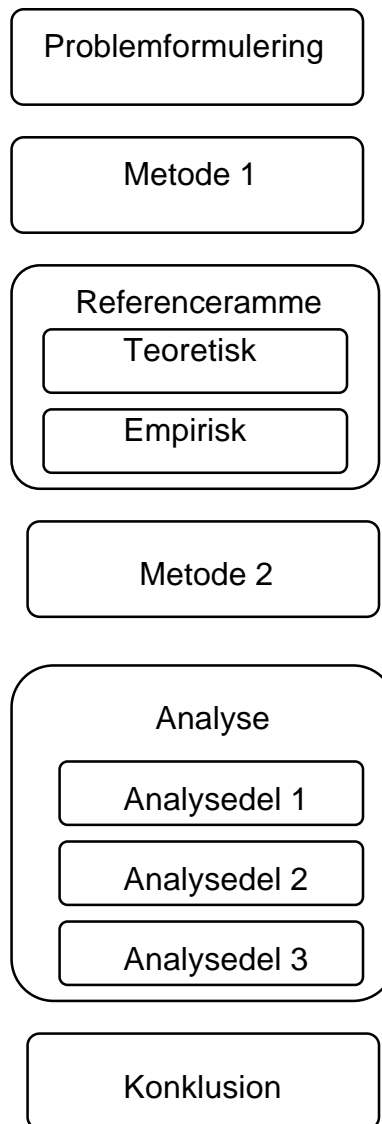 Problemformulering
Metode 1
Referenceramme
Teoretisk
Empirisk
Metode 2
Analyse
Analysedel 1
Analysedel 2
Analysedel 3
Konklusion